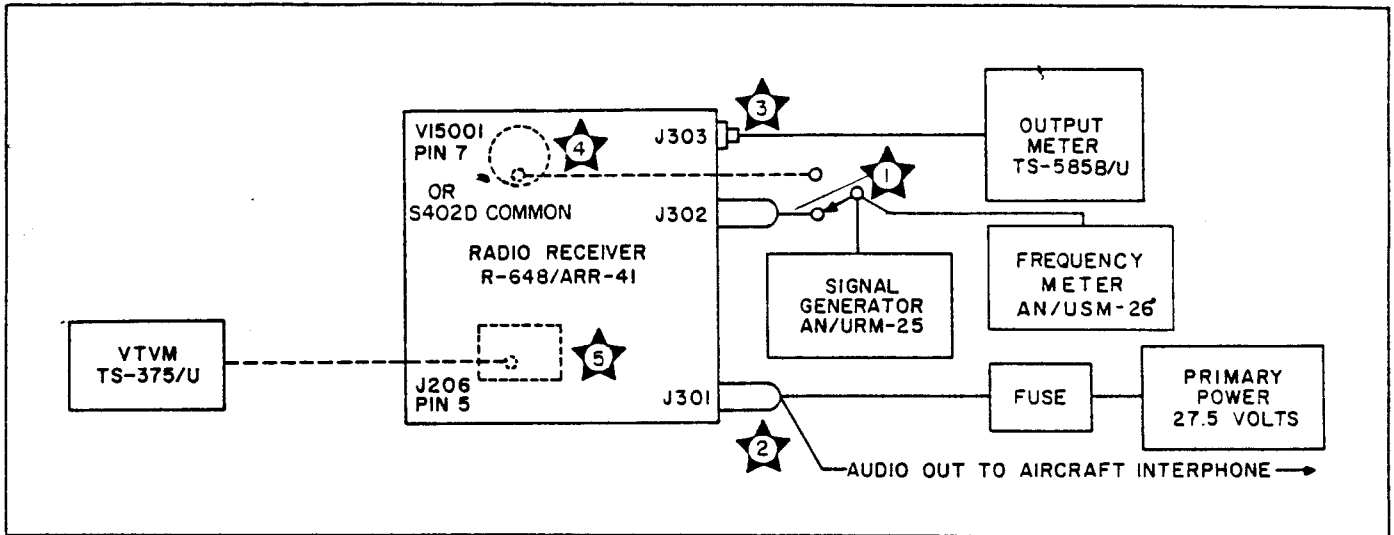 V15001
PIN 7
OR
S402D COMMON
4
J303
3
OUTPUT
METER
TS-585B/U
1
J302
RADIO RECEIVER
R-648/ARR-41
SIGNAL
GENERATOR
AN/URM-25
FREQUENCY
METER
AN/USM-26
VTVM
TS-375/U
5
J206
PIN 5
J301
2
FUSE
PRIMARY
POWER
27.5 VOLTS
AUDIO OUT TO AIRCRAFT INTERPHONE